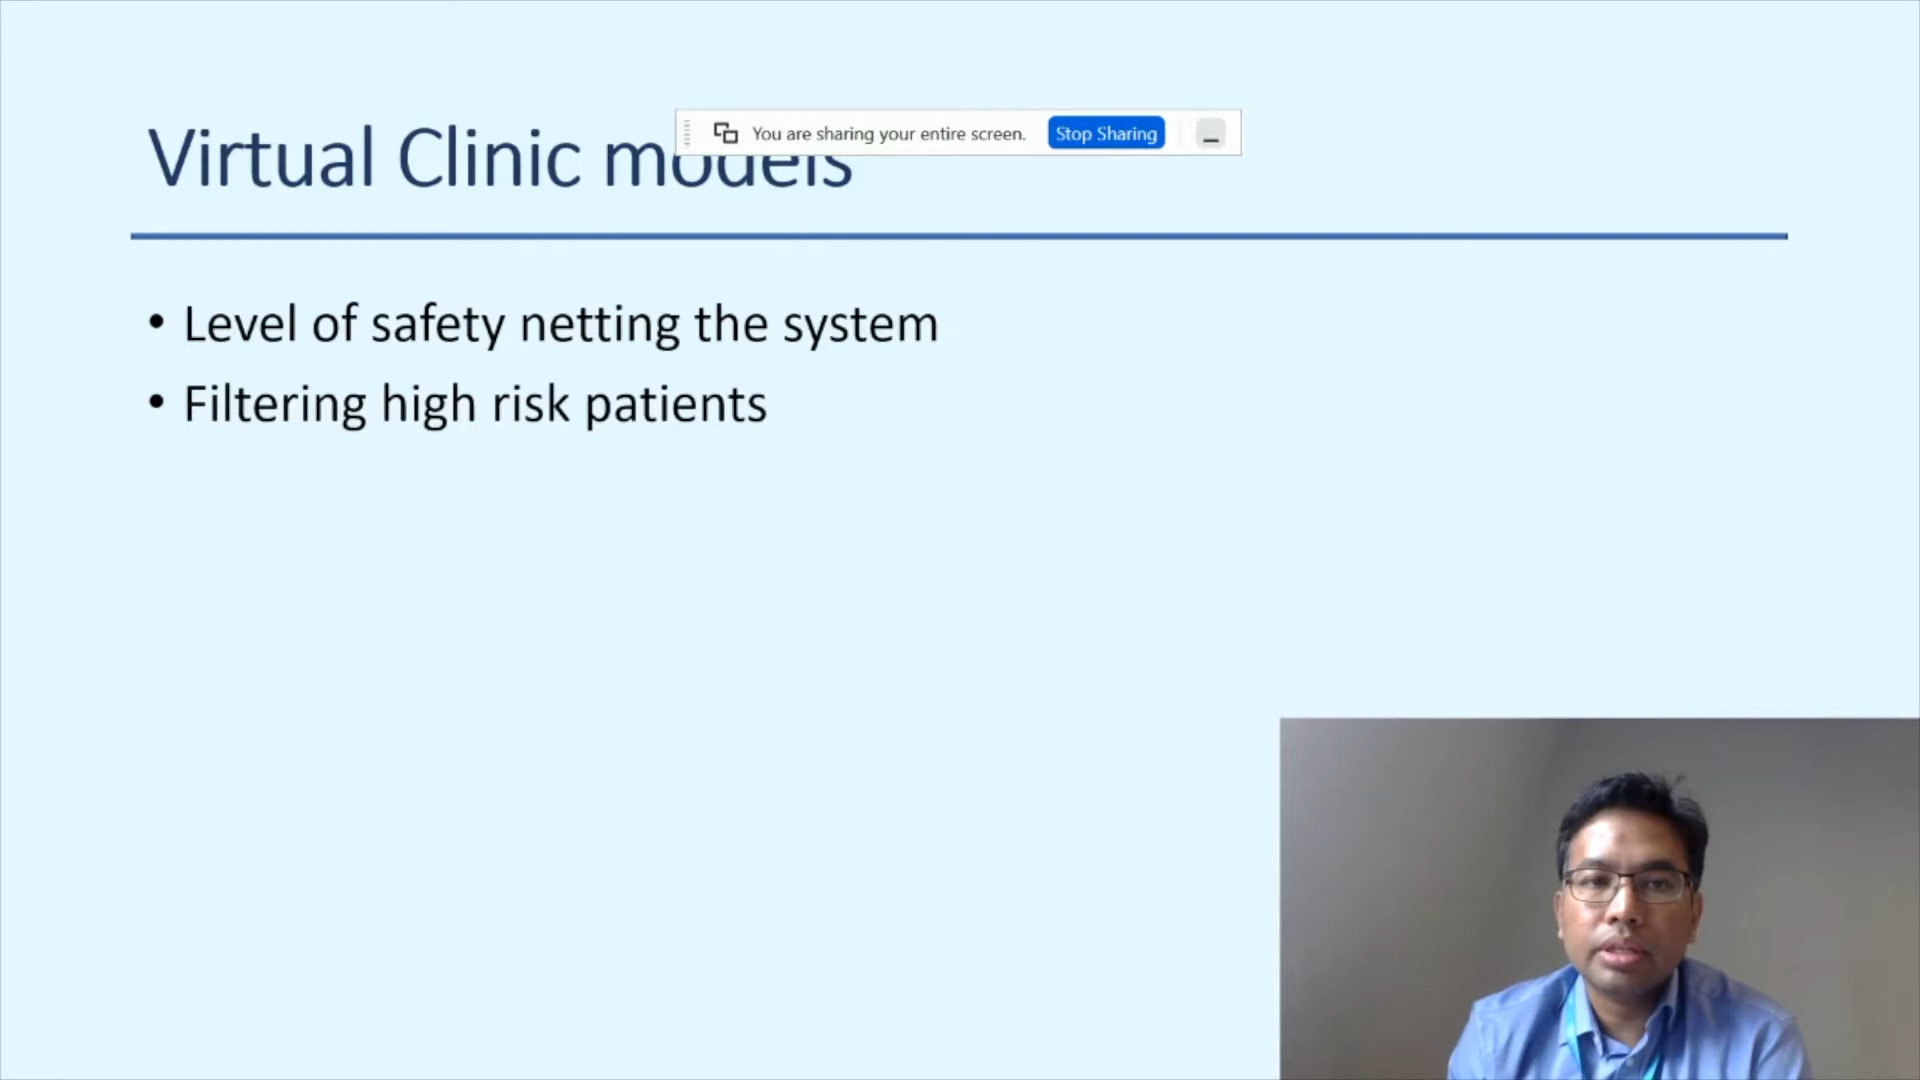 Virtual Clinic models
You are sharing your entire screen.
Stop Sharing
• Level of safety netting the system
• Filtering high risk patients